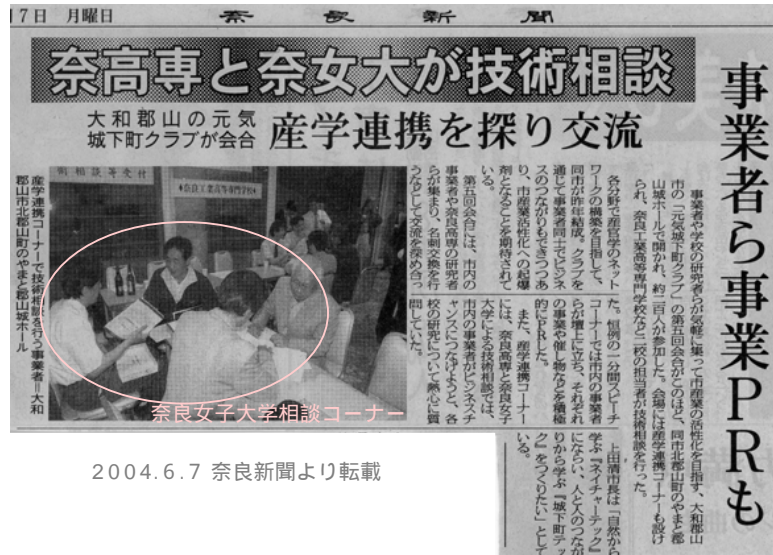 17日 月曜日
奈良新聞
奈高専と奈女大が技術相談
大和郡山の元気
城下町クラブが会合
産学連携を探り交流
事業者ら事業PRも
事業者や学校の研究者らが気軽に集って市産業の活性化を目指す、大和郡山
市の「元気城下町クラブ」の第五回会合がこのほど、同市北郡山町のやまと郡
山城ホールで開かれ、約二百人が参加した。会場には産学連携コーナーも設け
られ、奈良工業高等専門学校など二校の担当者が技術相談を行った。
各分野で産官学のネット
ワークの構築を目指して、
同市が昨年結成。クラブを
通じて事業者同士でビジネ
スのつながりもできつつあ
り、市産業活性化への起爆
剤となることを期待されて
いる。
第五回会合には、市内の
事業者や奈良高専の研究者
らが集まり、名刺交換を行
うなどして交流を深め合っ
た。恒例の一分間スピーチ
コーナーでは市内の事業者
らが壇上に立ち、それぞれ
の事業や催し物などを積極
的にPRした。
また、産学連携コーナー
には、奈良高専と奈良女子
大学による技術相談では、
市内の事業者がビジネスチ
ャンスにつなげようと、各
校の研究について熱心に質
問していた。
上田清市長は「自然から
学ぶ『ネイチャーテック』
にならい、人と人のつなが
りから学ぶ『城下町テッ
ク』をつくりたい」として
いる。
術相談等受付
奈良工業高等専門学校
奈良女子大学相談コーナー
産学連携コーナーで技術相談を行う事業者=大和
郡山市北郡山町のやまと郡山城ホール
2004.6.7 奈良新聞より転載